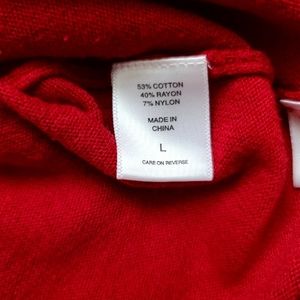 53% COTTON
40% RAYON
7% NYLON
MADE IN
CHINA
L
CARE ON REVERSE